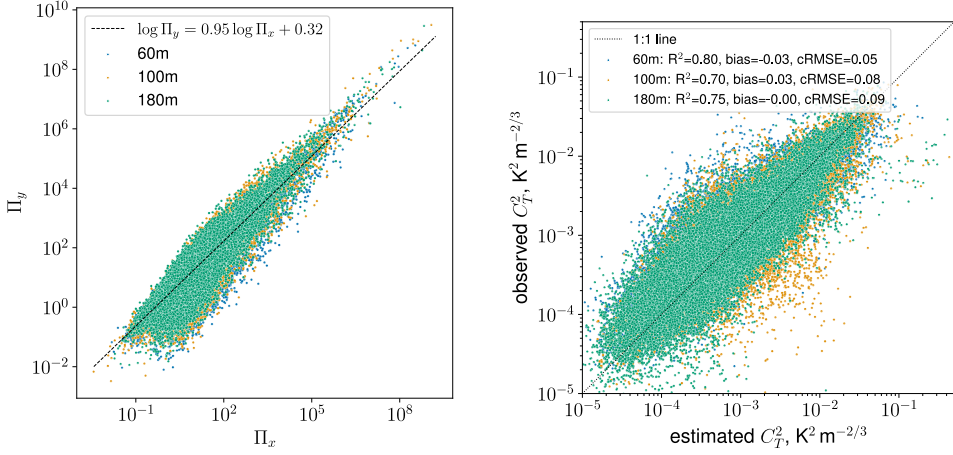 10^10
10^8
10^6
10^4
10^2
10^0
10^−2
Π_y
log Π_y = 0.95 log Π_x + 0.32
60m
100m
180m
10^−1
10^2
10^5
10^8
Π_x
10^−1
10^−2
10^−3
10^−4
10^−5
observed C_T^2, K^2 m^−2/3
1:1 line
60m: R^2=0.80, bias=-0.03, cRMSE=0.05
100m: R^2=0.70, bias=0.03, cRMSE=0.08
180m: R^2=0.75, bias=-0.00, cRMSE=0.09
10^−5
10^−4
10^−3
10^−2
10^−1
estimated C_T^2, K^2 m^−2/3